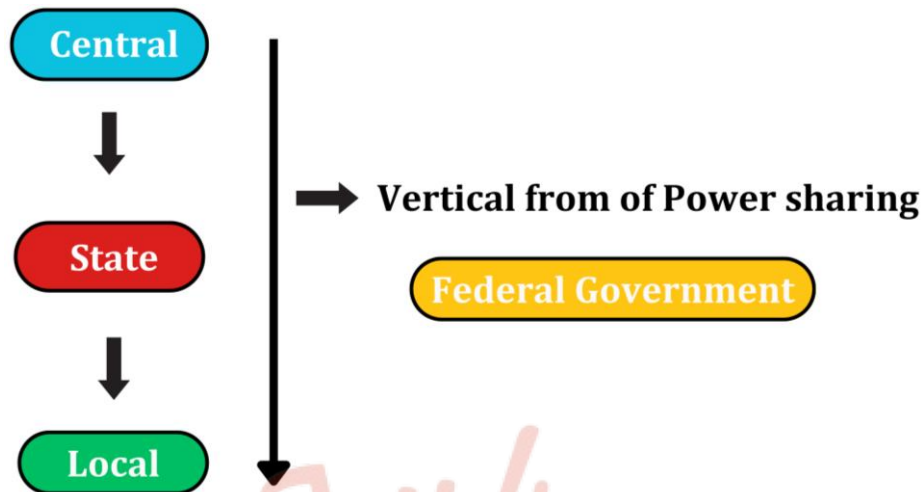 Central
State
Local
Vertical from of Power sharing
Federal Government